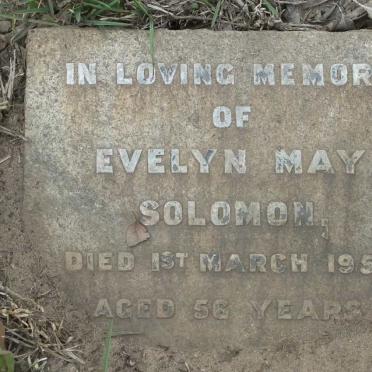 IN LOVING MEMOR
OF
EVELYN MAY
SOLOMON.
DIED 1ST MARCH 195
AGED 56 YEARS